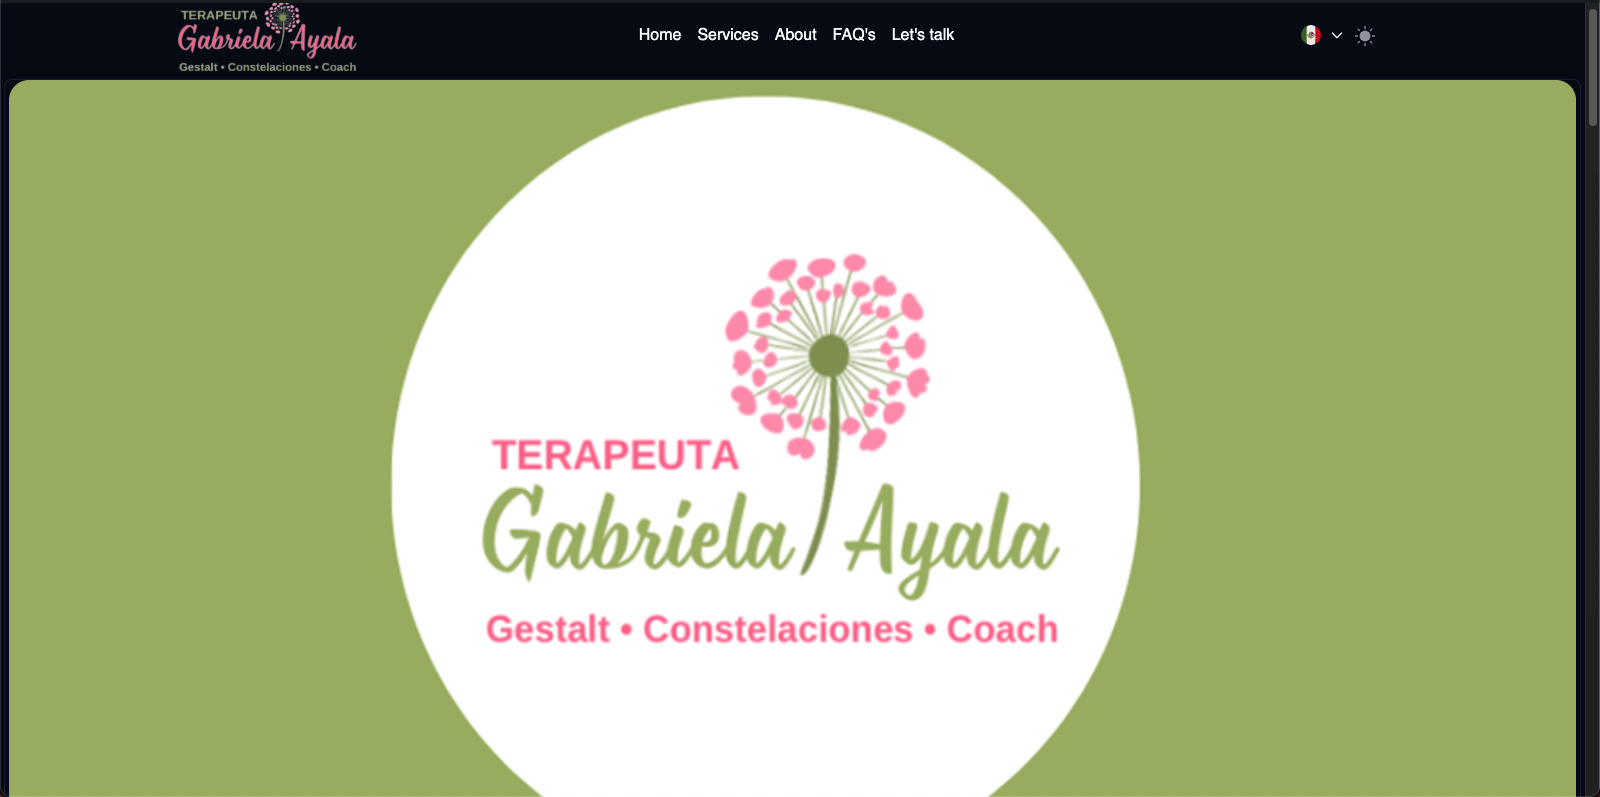 TERAPEUTA
Gabriela Ayala
Gestalt • Constelaciones • Coach
Home Services About FAQ's Let's talk
TERAPEUTA
Gabriela Ayala
Gestalt • Constelaciones • Coach